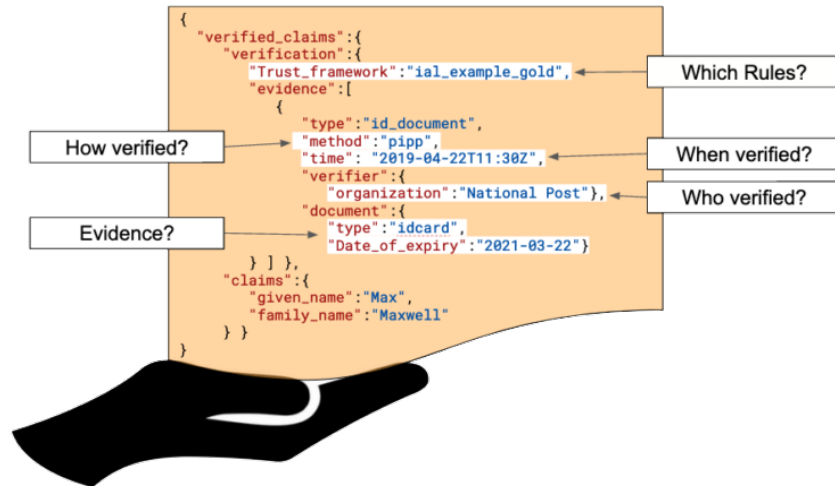 {
"verified_claims":{
"verification":{
"Trust_framework":"ial_example_gold",
Which Rules?
"evidence":[
{
"type":"id_document",
How verified?
"method":"pipp",
"time": "2019-04-22T11:30Z",
When verified?
"verifier":{
"organization":"National Post"},
Who verified?
"document":{
Evidence?
"type":"idcard",
"Date_of_expiry":"2021-03-22"}
} ] },
"claims":{
"given_name":"Max",
"family_name":"Maxwell"
} }
}